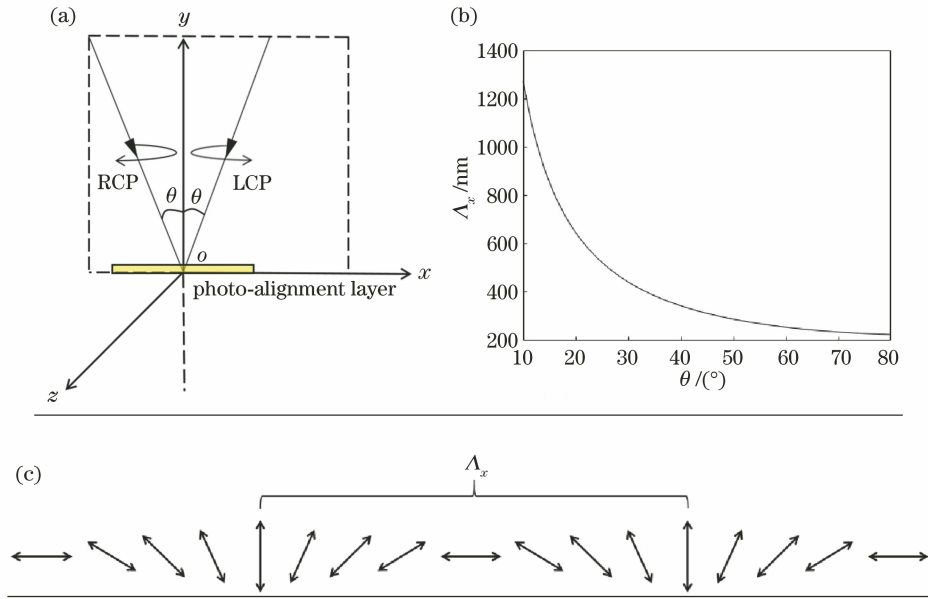 (a)
y
RCP
θ
θ
LCP
o
x
photo-alignment layer
z
(b)
1400
1200
1000
800
600
400
200
Λx/nm
10
20
30
40
50
60
70
80
θ/(°)
(c)
Λx